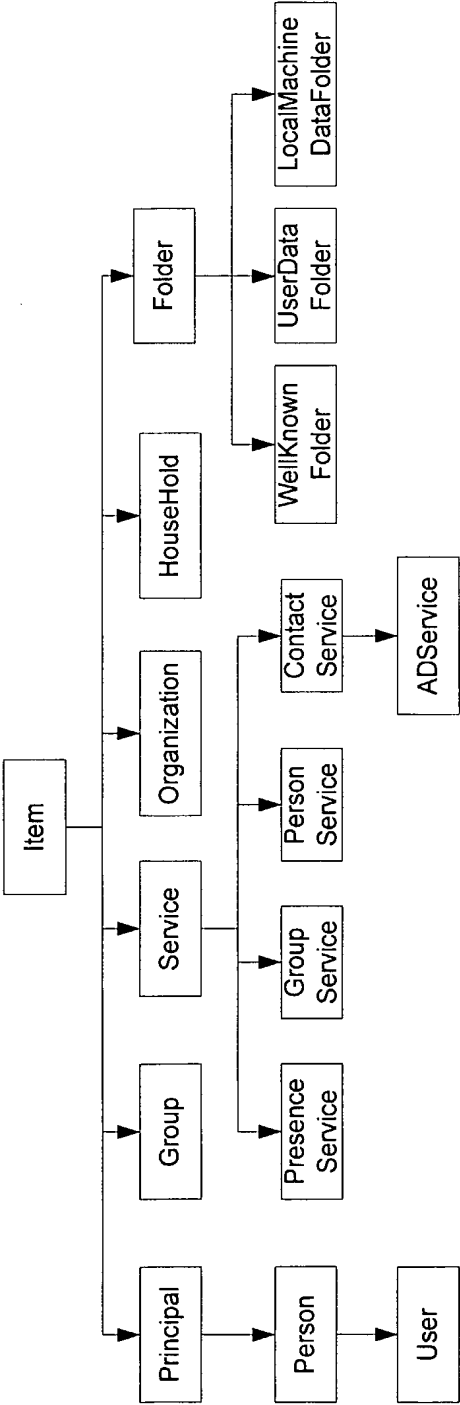 Item
Principal
Group
Service
Organization
HouseHold
Folder
Person
Presence
Service
Group
Service
Person
Service
Contact
Service
WellKnown
Folder
UserData
Folder
LocalMachine
DataFolder
User
ADService